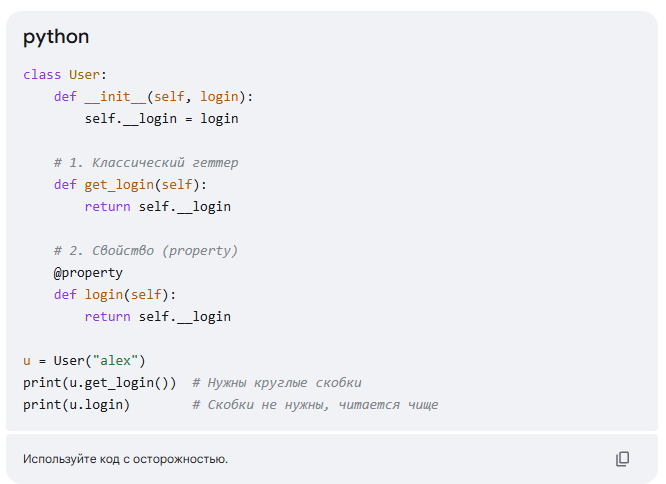 python
class User:
    def __init__(self, login):
        self.__login = login

    # 1. Классический геттер
    def get_login(self):
        return self.__login

    # 2. Свойство (property)
    @property
    def login(self):
        return self.__login

u = User("alex")
print(u.get_login())  # Нужны круглые скобки
print(u.login)        # Скобки не нужны, читается чище
Используйте код с осторожностью.